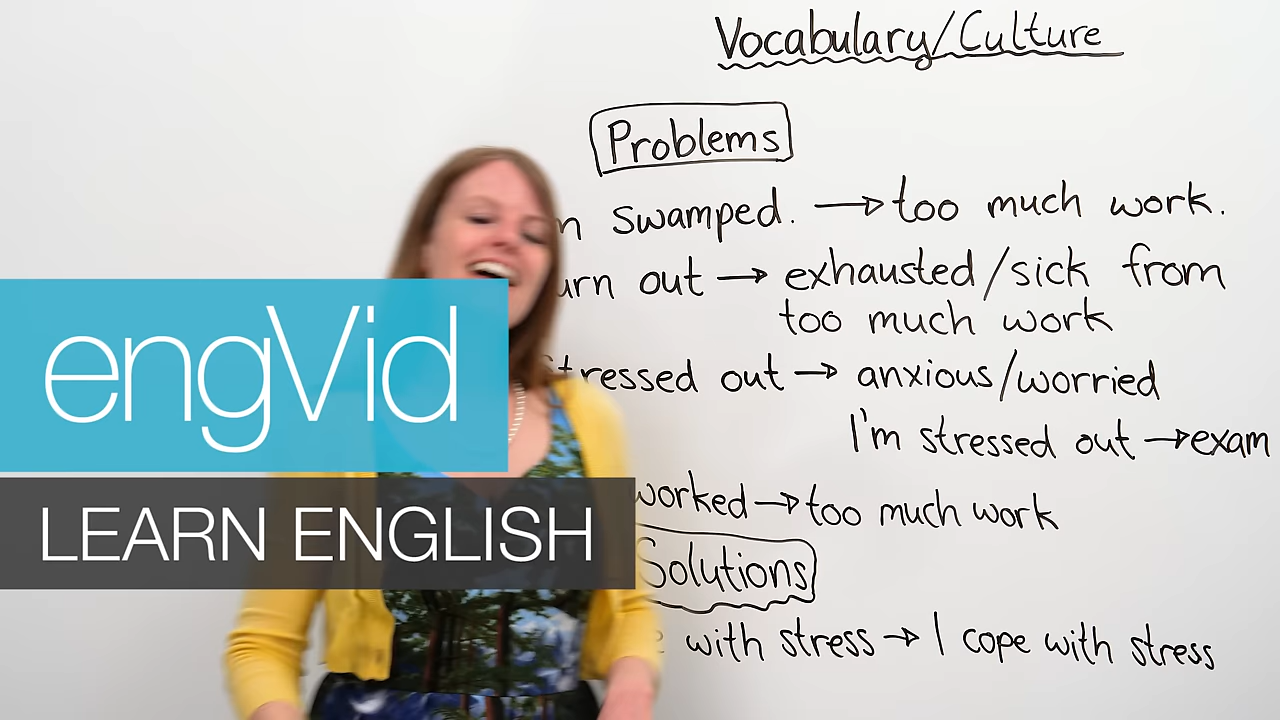 Vocabulary/Culture
Problems
swamped. → too much work.
out → exhausted/sick from
too much work
stressed out → anxious/worried
I'm stressed out → exam
worked → too much work
Solutions
with stress → I cope with stress
engVid
LEARN ENGLISH